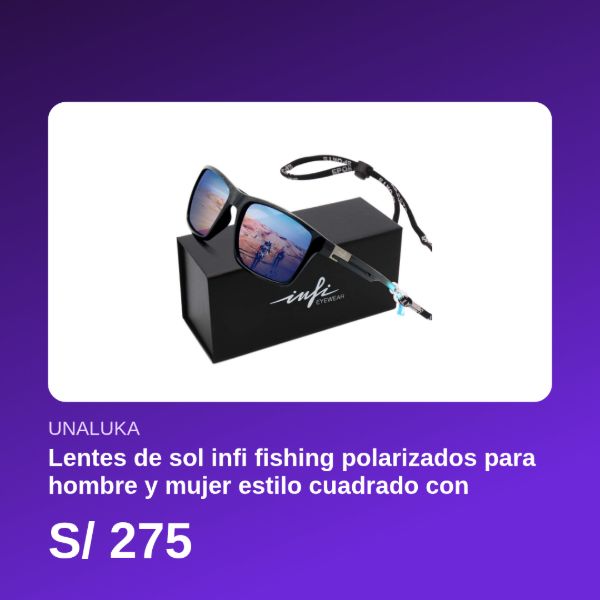 infi
EYEWEAR
UNALUKA
Lentes de sol infi fishing polarizados para
hombre y mujer estilo cuadrado con
S/ 275